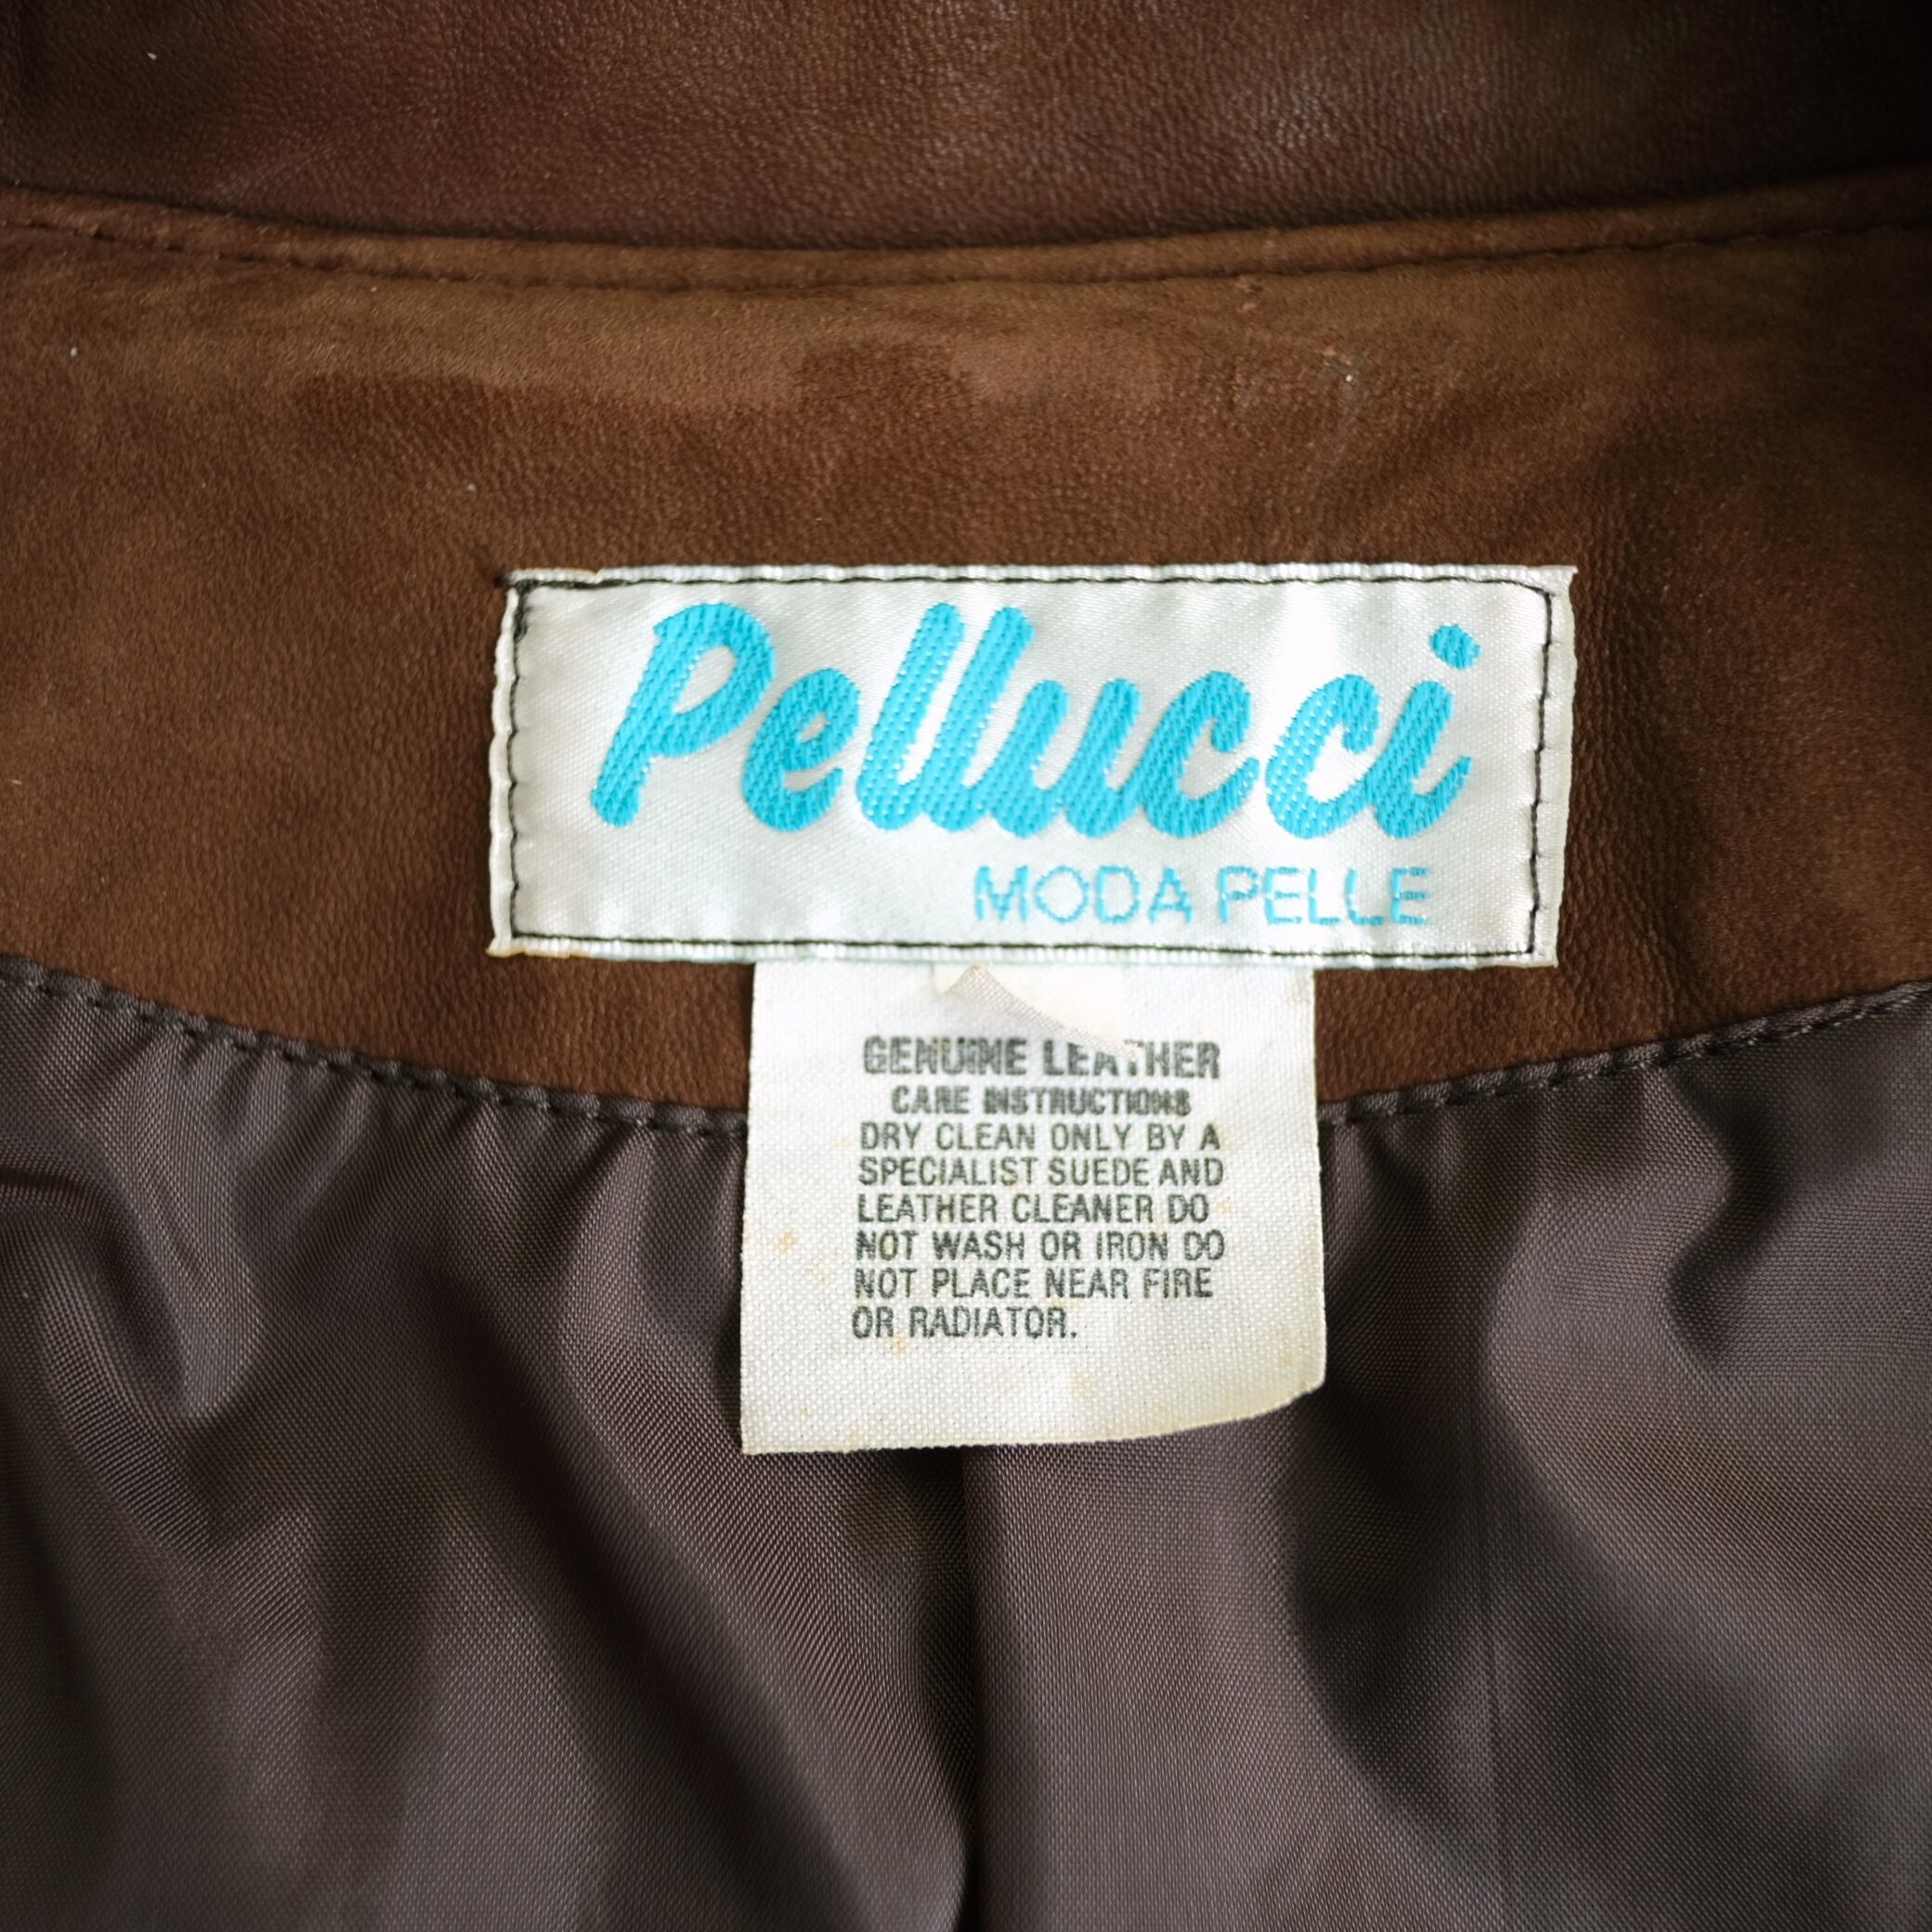 Pellucci
MODA PELLE
GENUINE LEATHER
CARE INSTRUCTIONS
DRY CLEAN ONLY BY A
SPECIALIST SUEDE AND
LEATHER CLEANER DO
NOT WASH OR IRON DO
NOT PLACE NEAR FIRE
OR RADIATOR.